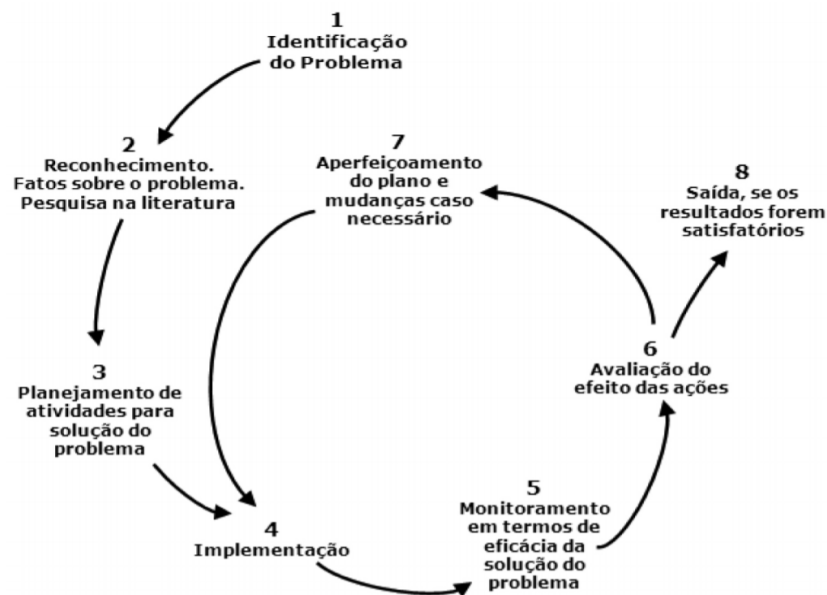 1
Identificação
do Problema
2
Reconhecimento.
Fatos sobre o problema.
Pesquisa na literatura
3
Planejamento de
atividades para
solução do
problema
4
Implementação
5
Monitoramento
em termos de
eficácia da
solução do
problema
6
Avaliação do
efeito das ações
7
Aperfeiçoamento
do plano e
mudanças caso
necessário
8
Saída, se os
resultados forem
satisfatórios